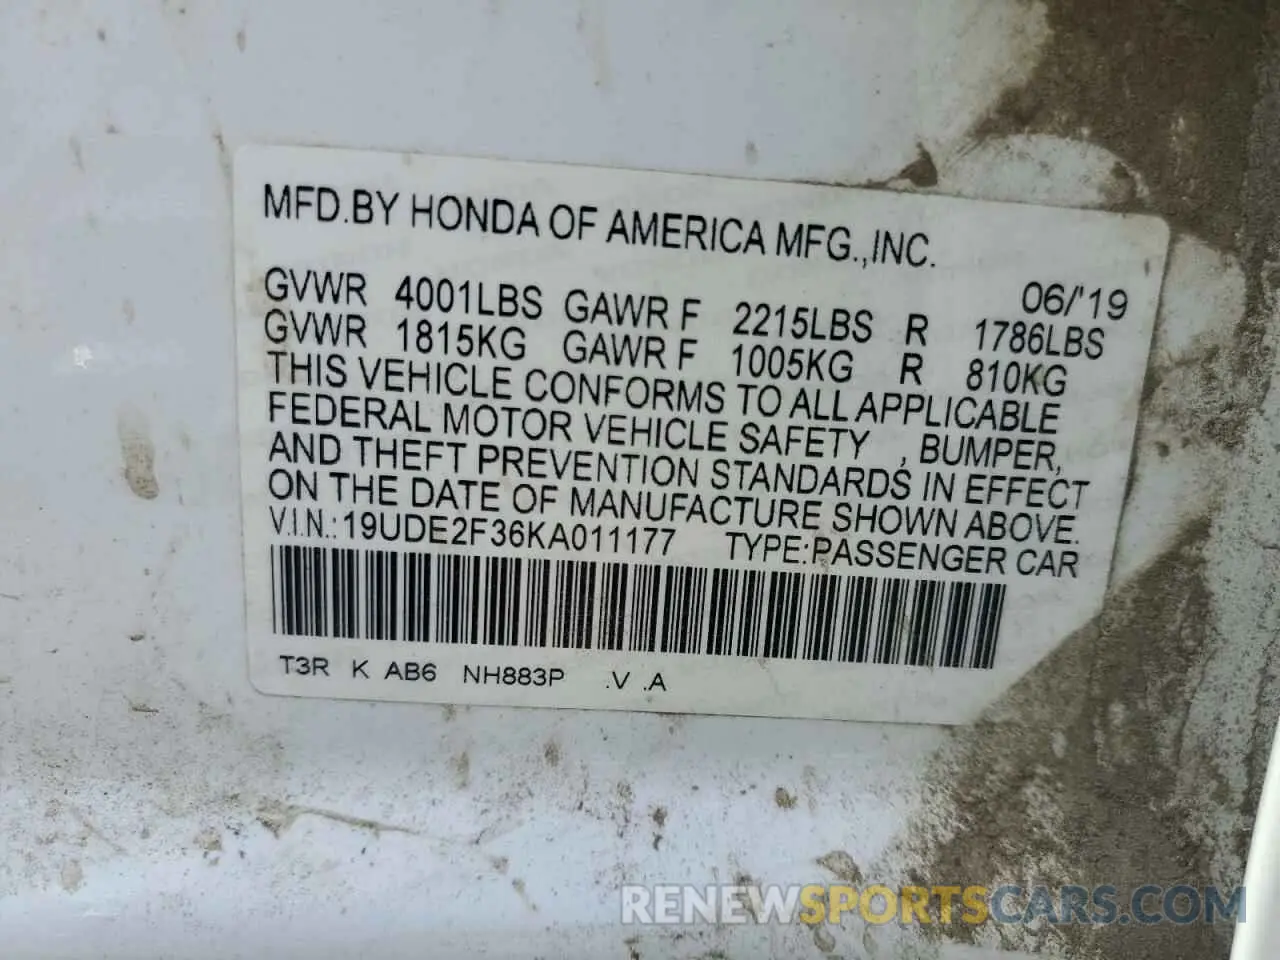 MFD.BY HONDA OF AMERICA MFG.,INC.
06/'19
GVWR 4001LBS GAWR F 2215LBS R 1786LBS
GVWR 1815KG GAWR F 1005KG R 810KG
THIS VEHICLE CONFORMS TO ALL APPLICABLE
FEDERAL MOTOR VEHICLE SAFETY , BUMPER,
AND THEFT PREVENTION STANDARDS IN EFFECT
ON THE DATE OF MANUFACTURE SHOWN ABOVE.
V.I.N.:19UDE2F36KA011177 TYPE:PASSENGER CAR
T3R K AB6 NH883P .V .A
RENEWSPORTSCARS.COM